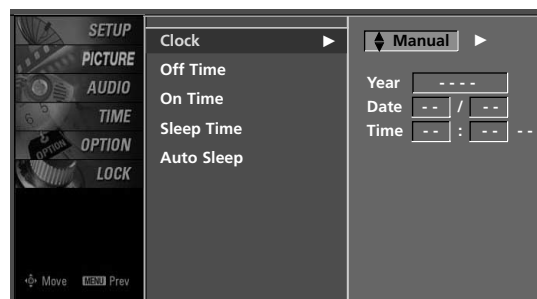 SETUP
PICTURE
AUDIO
TIME
OPTION
LOCK
Move MENU Prev
Clock ►
Off Time
On Time
Sleep Time
Auto Sleep
Manual ►
Year - - - -
Date - - / - -
Time - - : - - - -